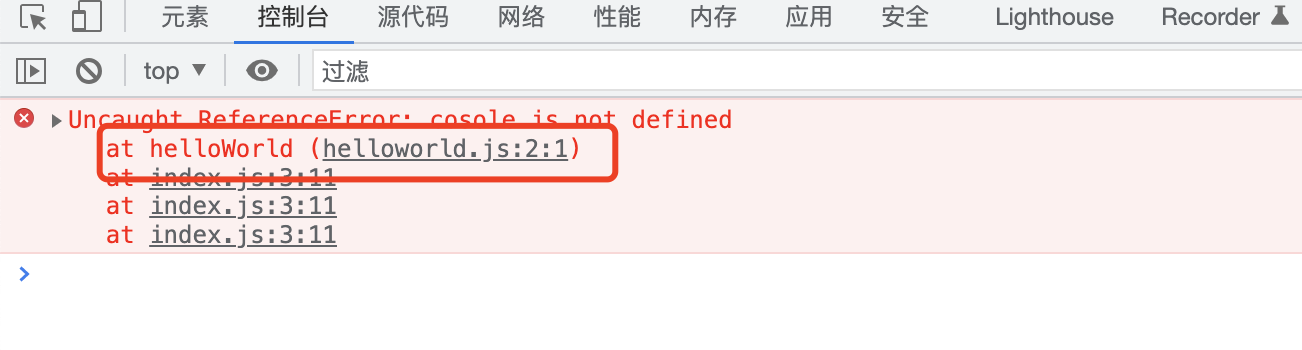 元素 控制台 源代码 网络 性能 内存 应用 安全 Lighthouse Recorder
top 过滤
Uncaught ReferenceError: cosole is not defined
at helloWorld (helloworld.js:2:1)
at index.js:3:11
at index.js:3:11
at index.js:3:11